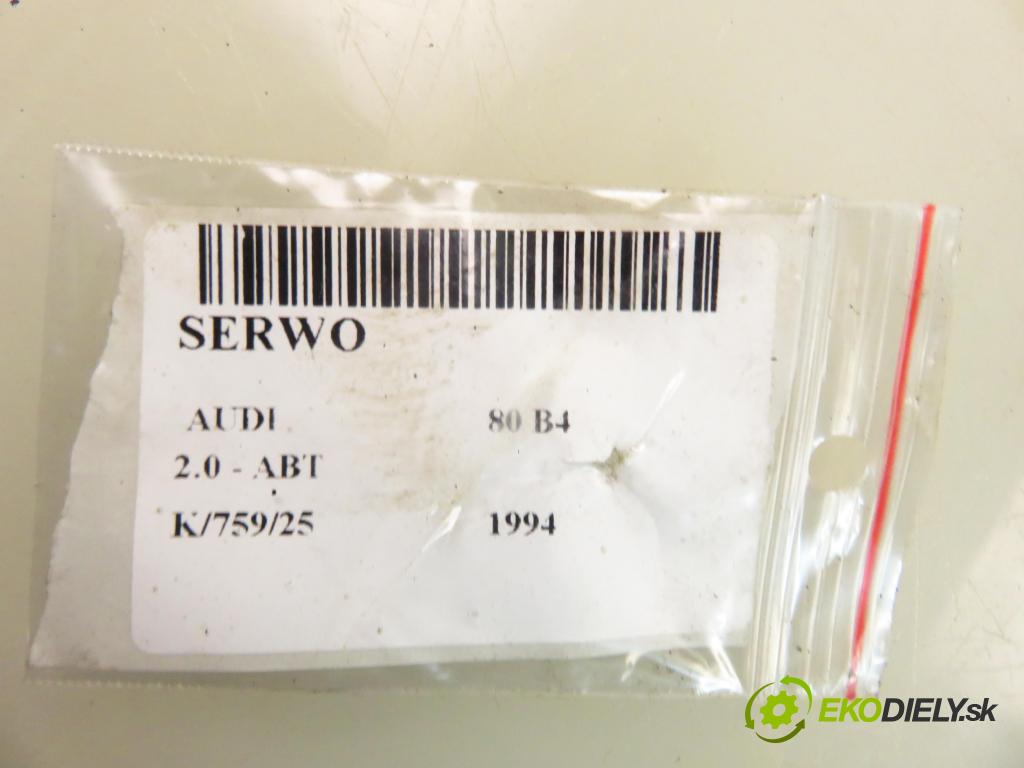 SERWO
AUDI 80 B4
2.0 - ABT
K/759/25 1994
EKODIELY.sk